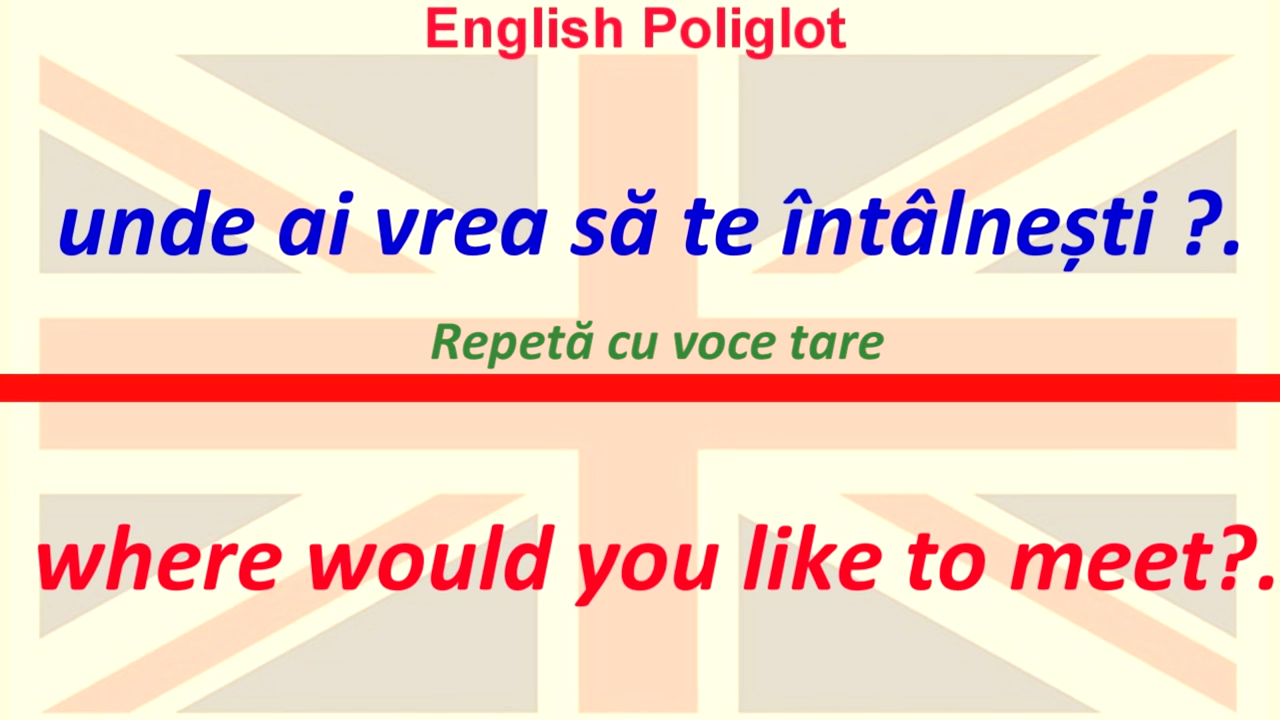 English Poliglot
unde ai vrea să te întâlnești ?.
Repetă cu voce tare
where would you like to meet?.